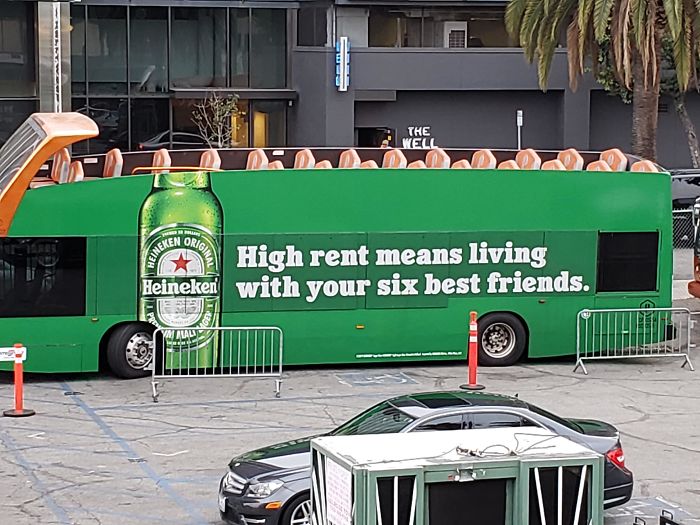 THE
WELL
HEINEKEN ORIGINAL
Heineken
High rent means living
with your six best friends.